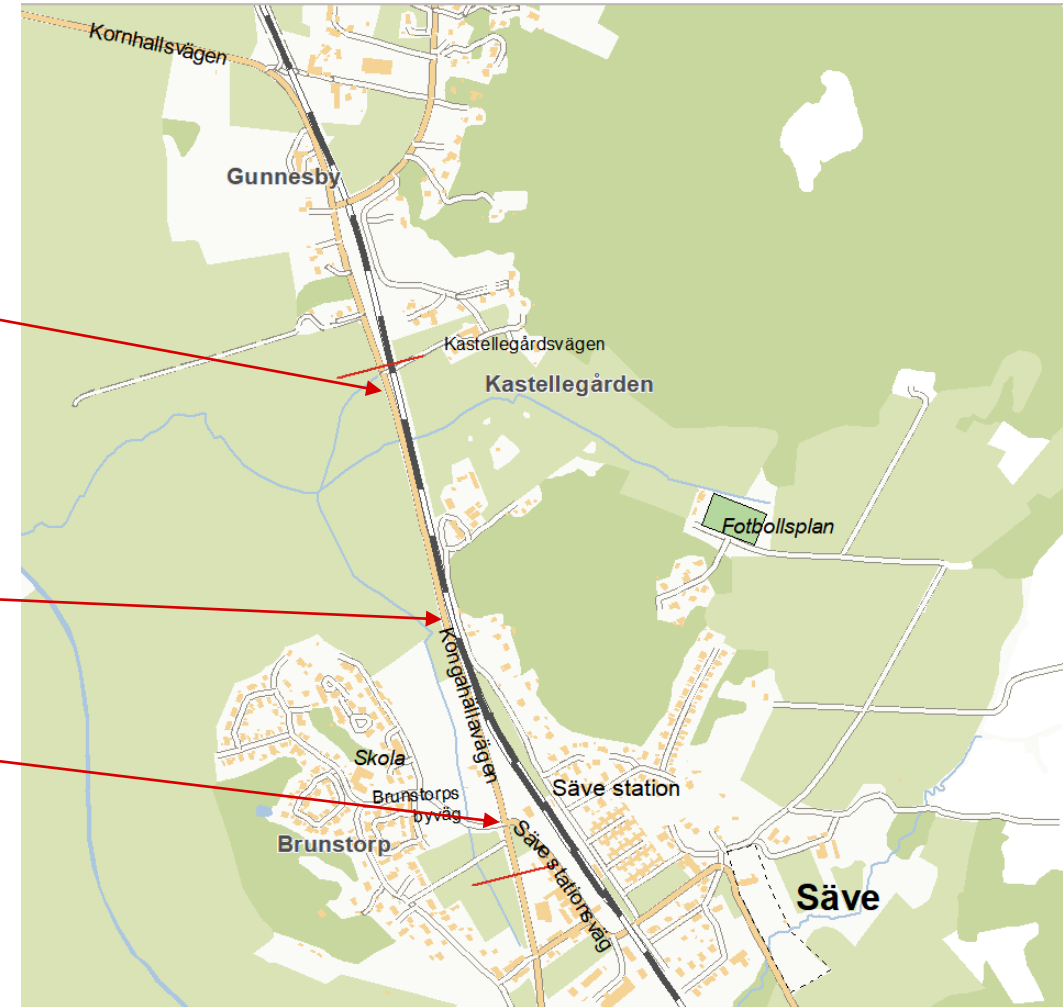 Kornhallsvägen
Gunnesby
Kastellegårdsvägen
Kastellegården
Fotbollsplan
Kongahällavägen
Skola
Säve station
Brunstorps
byväg
Säve stationsväg
Brunstorp
Säve